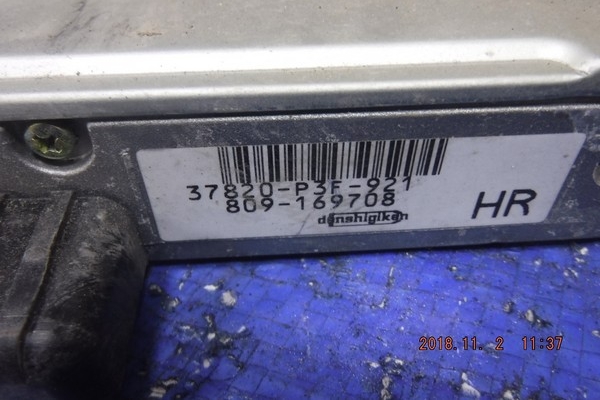 37820-P3F-921
809-169708
denshigiken
HR
2018.11. 2 11:37